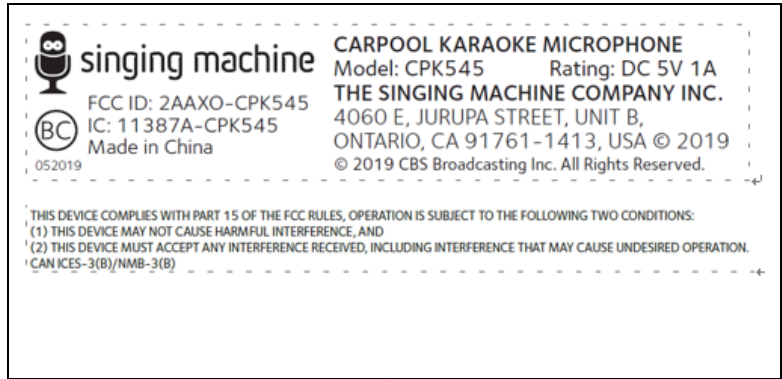 singing machine
FCC ID: 2AAXO-CPK545
IC: 11387A-CPK545
Made in China
BC
052019
CARPOOL KARAOKE MICROPHONE
Model: CPK545 Rating: DC 5V 1A
THE SINGING MACHINE COMPANY INC.
4060 E, JURUPA STREET, UNIT B,
ONTARIO, CA 91761-1413, USA © 2019
© 2019 CBS Broadcasting Inc. All Rights Reserved.
THIS DEVICE COMPLIES WITH PART 15 OF THE FCC RULES, OPERATION IS SUBJECT TO THE FOLLOWING TWO CONDITIONS:
(1) THIS DEVICE MAY NOT CAUSE HARMFUL INTERFERENCE, AND
(2) THIS DEVICE MUST ACCEPT ANY INTERFERENCE RECEIVED, INCLUDING INTERFERENCE THAT MAY CAUSE UNDESIRED OPERATION.
CAN ICES-3(B)/NMB-3(B)